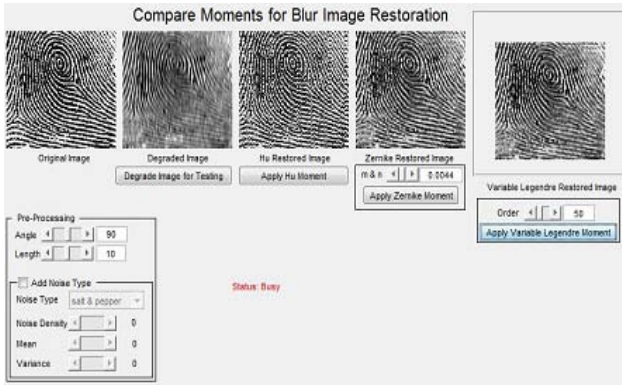 Compare Moments for Blur Image Restoration
Original Image
Degraded Image
Hu Restored Image
Zernike Restored Image
Degrade Image for Testing
Apply Hu Moment
m & n
0.0044
Apply Zernike Moment
Variable Legendre Restored Image
Order
50
Apply Variable Legendre Moment
Pre-Processing
Angle
90
Length
10
Add Noise Type
Noise Type
salt & pepper
Noise Density
0
Mean
0
Variance
0
Status: Busy